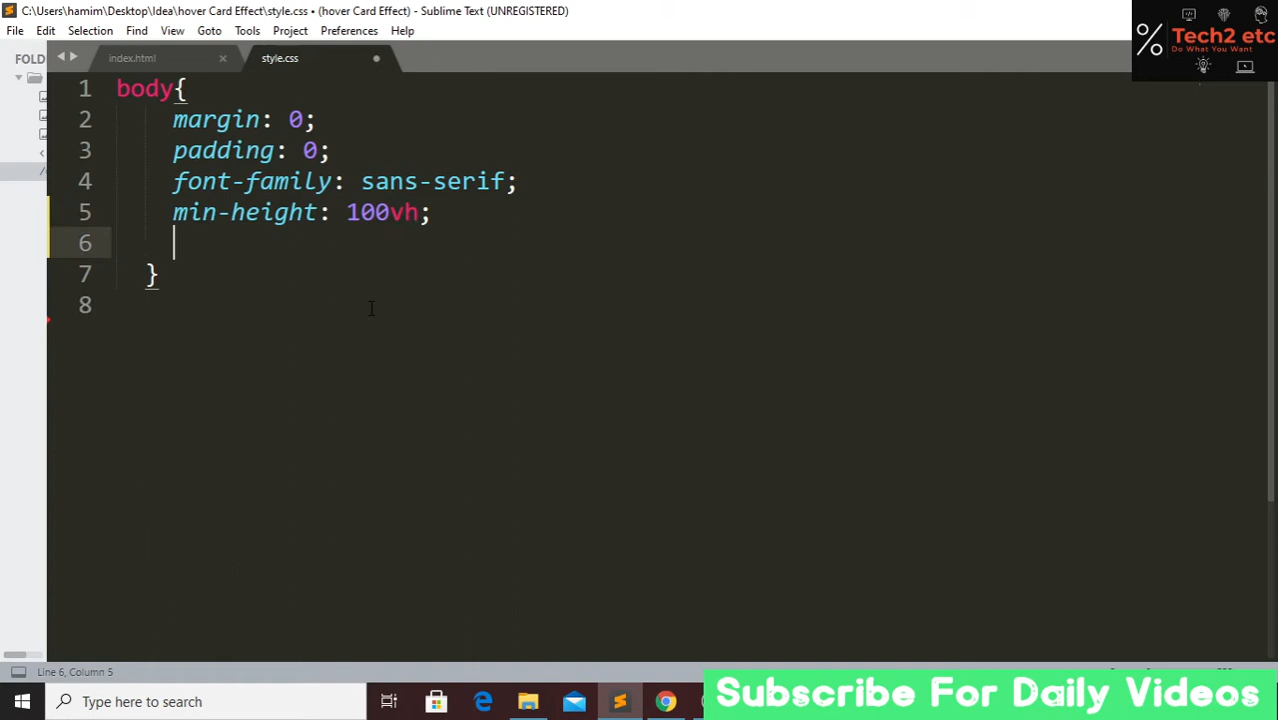 C:\Users\hamim\Desktop\Idea\hover Card Effect\style.css • (hover Card Effect) - Sublime Text (UNREGISTERED)
File Edit Selection Find View Goto Tools Project Preferences Help
Tech2 etc
Do What You Want
FOLD
index.html
style.css
1 body{
2 margin: 0;
3 padding: 0;
4 font-family: sans-serif;
5 min-height: 100vh;
6
7 }
8
Line 6, Column 5
Type here to search
Subscribe For Daily Videos